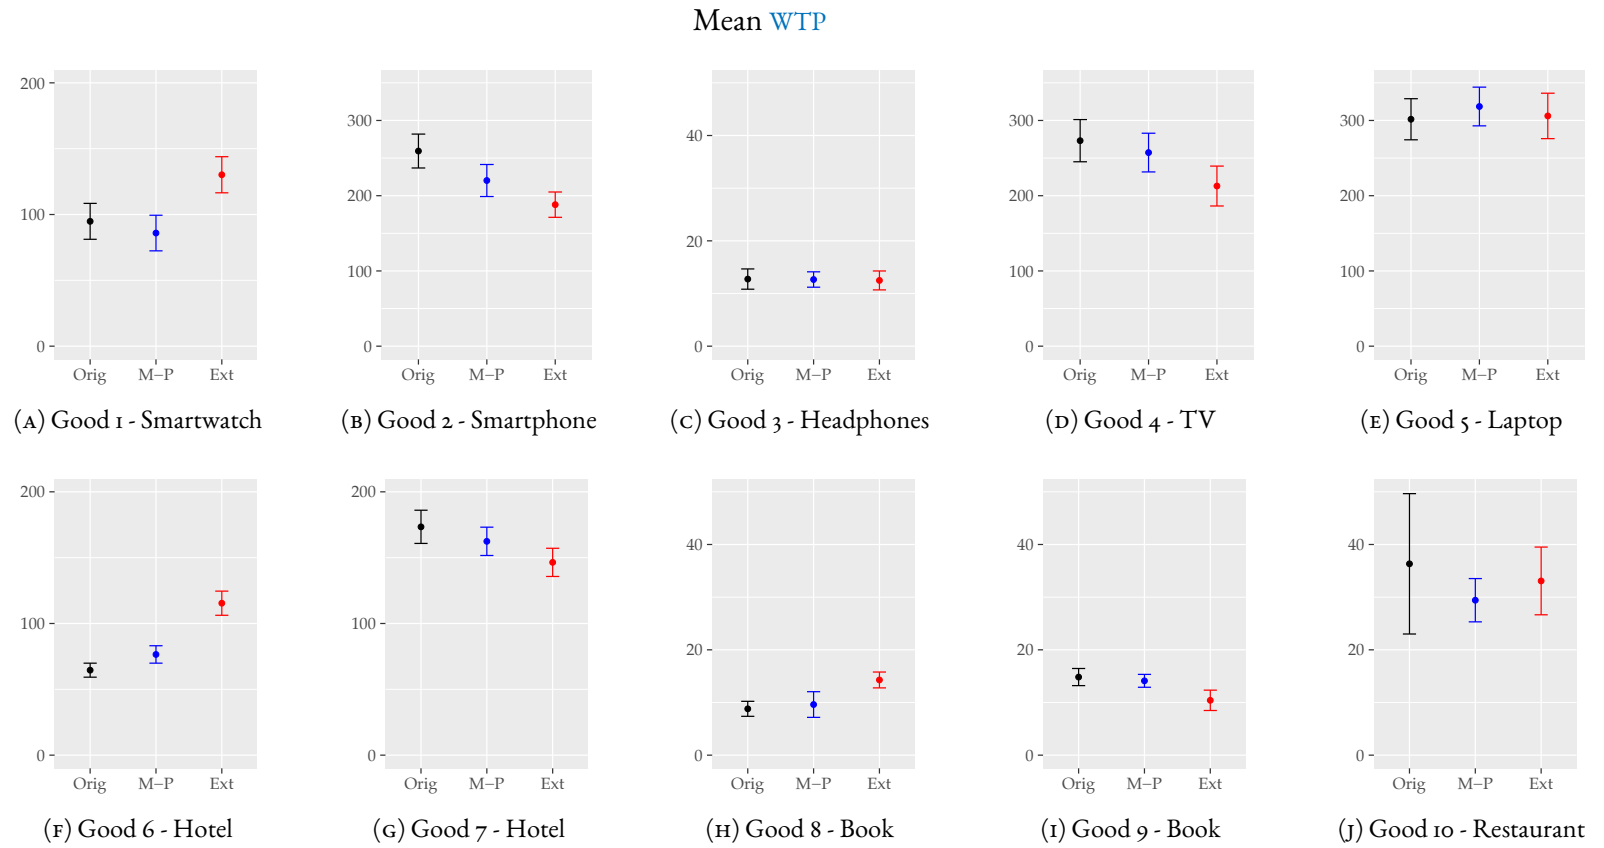 Mean WTP
200
100
0
Orig M–P Ext
(A) Good 1 - Smartwatch
300
200
100
0
Orig M–P Ext
(B) Good 2 - Smartphone
40
20
0
Orig M–P Ext
(C) Good 3 - Headphones
300
200
100
0
Orig M–P Ext
(D) Good 4 - TV
300
200
100
0
Orig M–P Ext
(E) Good 5 - Laptop
200
100
0
Orig M–P Ext
(F) Good 6 - Hotel
200
100
0
Orig M–P Ext
(G) Good 7 - Hotel
40
20
0
Orig M–P Ext
(H) Good 8 - Book
40
20
0
Orig M–P Ext
(I) Good 9 - Book
40
20
0
Orig M–P Ext
(J) Good 10 - Restaurant